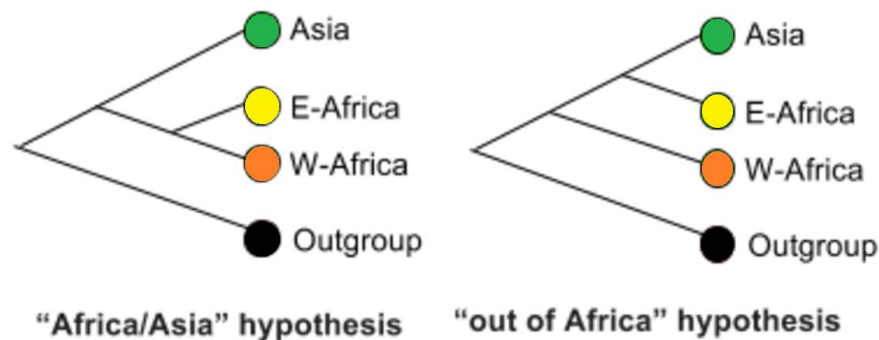 Asia
E-Africa
W-Africa
Outgroup
"Africa/Asia" hypothesis
Asia
E-Africa
W-Africa
Outgroup
"out of Africa" hypothesis